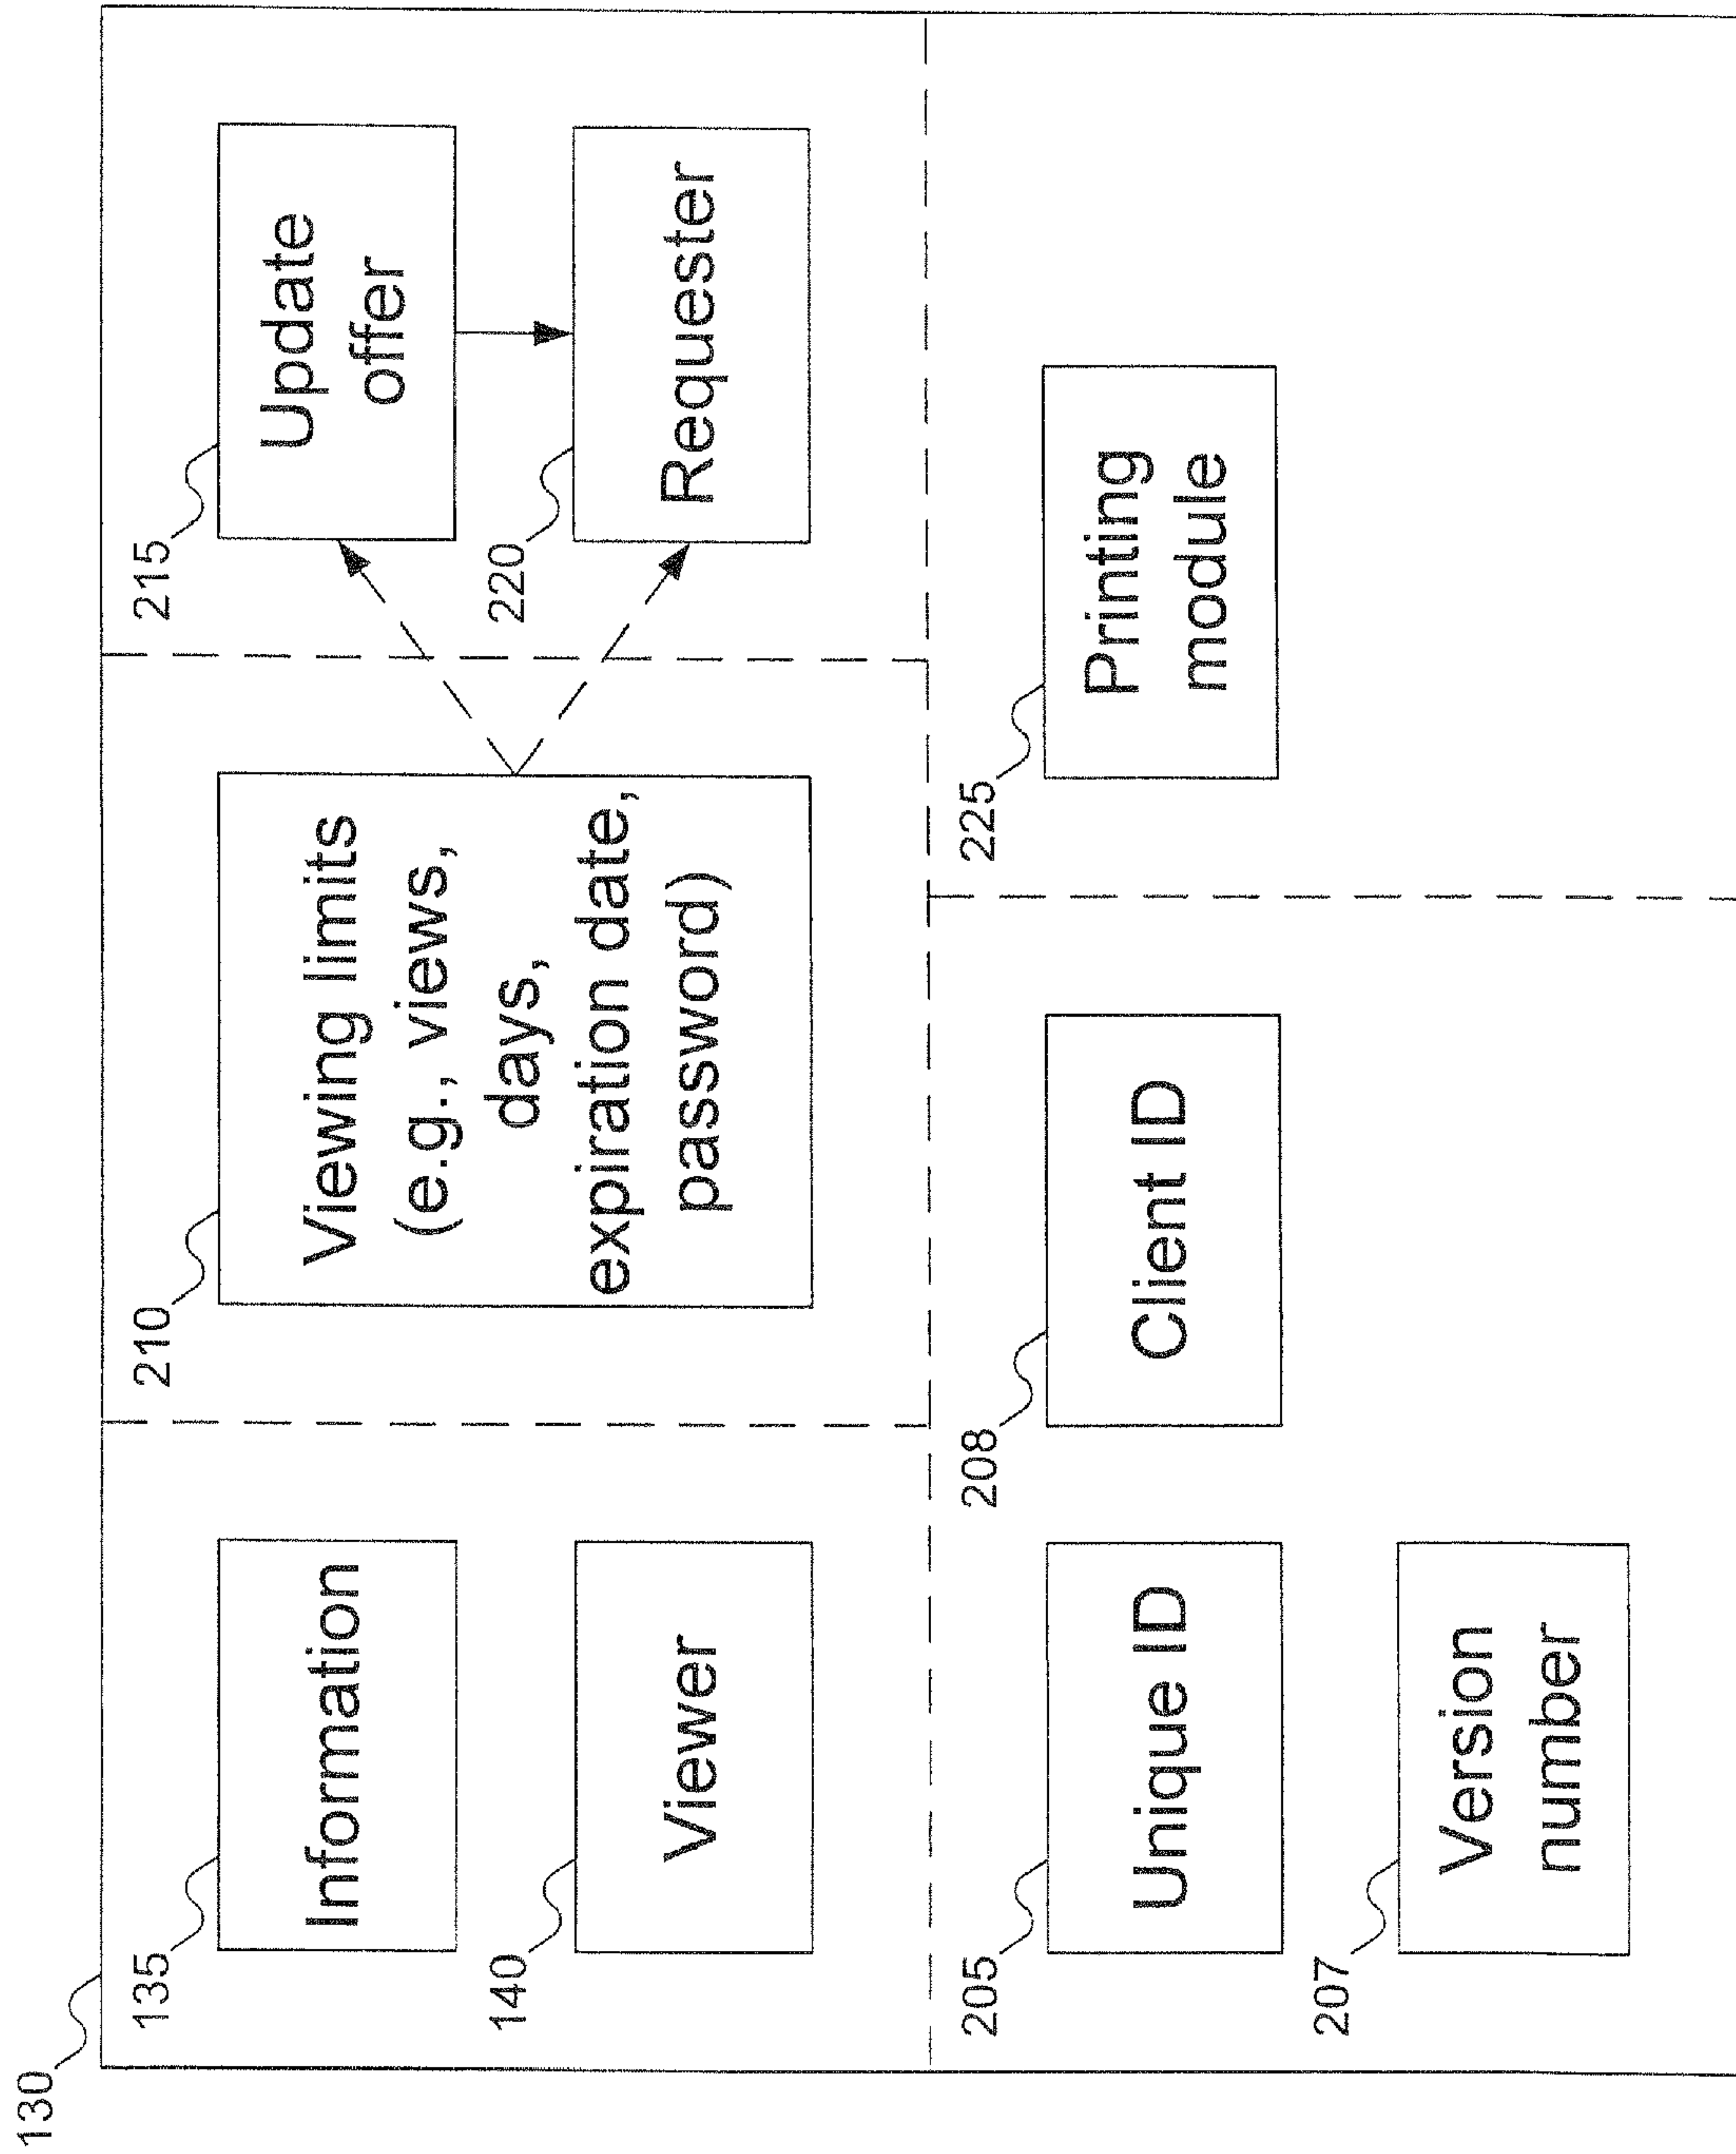 130
135
Information
140
Viewer
210
Viewing limits
(e.g., views,
days,
expiration date,
password)
215
Update
offer
220
Requester
205
Unique ID
207
Version
number
208
Client ID
225
Printing
module